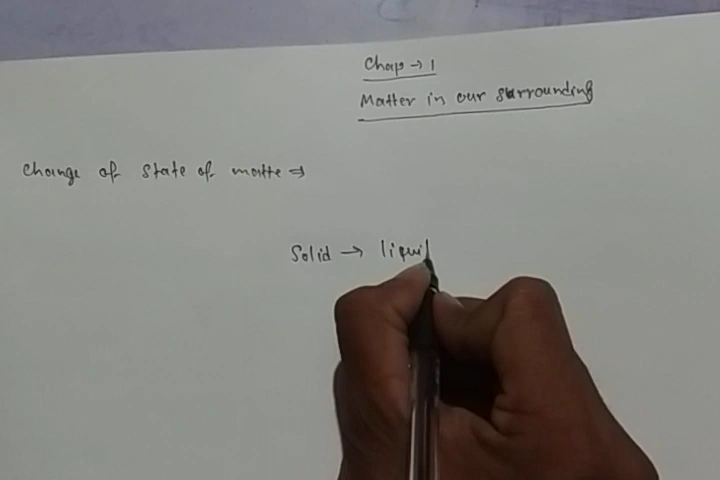 Chap → 1
Matter in our surrounding
Change of state of matte ⇒
Solid → liqui